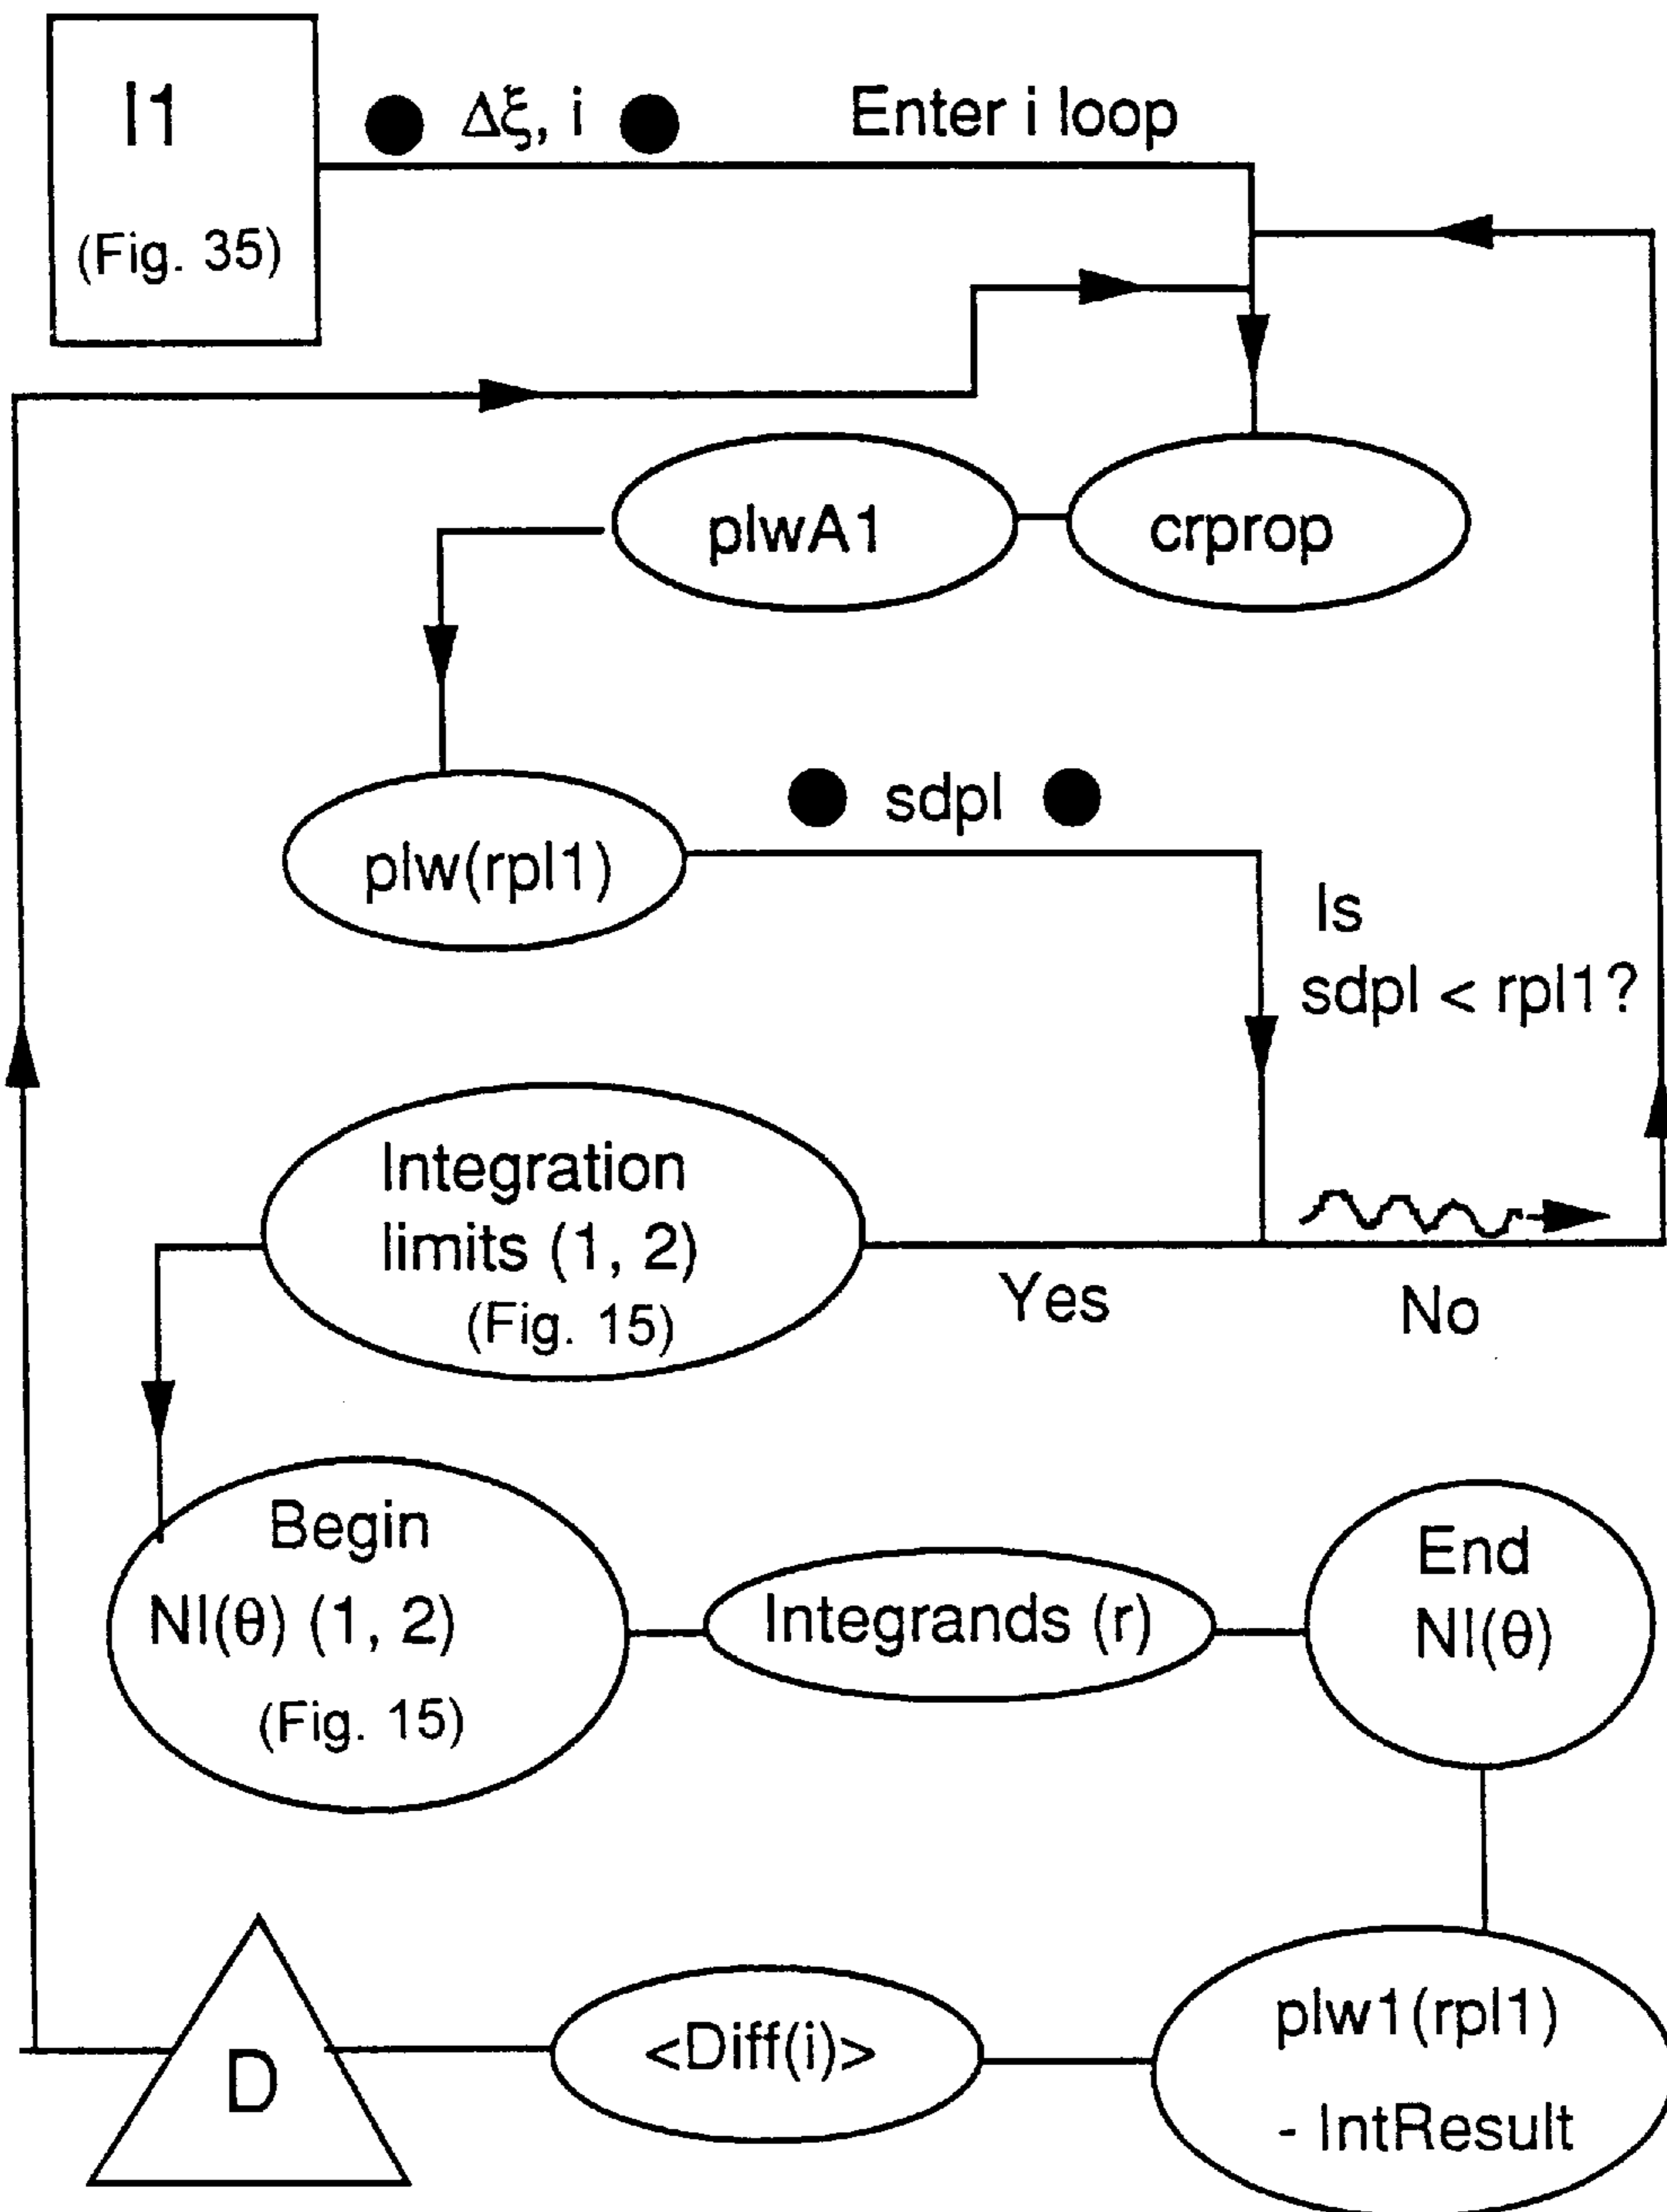 I1
(Fig. 35)
Δξ, i
Enter i loop
plwA1
crprop
plw(rpl1)
sdpl
Is
sdpl < rpl1?
Integration
limits (1, 2)
(Fig. 15)
Yes
No
Begin
NI(θ) (1, 2)
(Fig. 15)
Integrands (r)
End
NI(θ)
plw1(rpl1)
- IntResult
<Diff(i)>
D